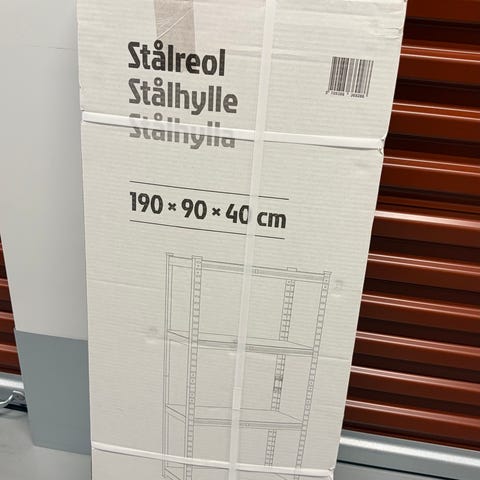 Stålreol
Stålhylle
Stålhylla
190 × 90 × 40 cm